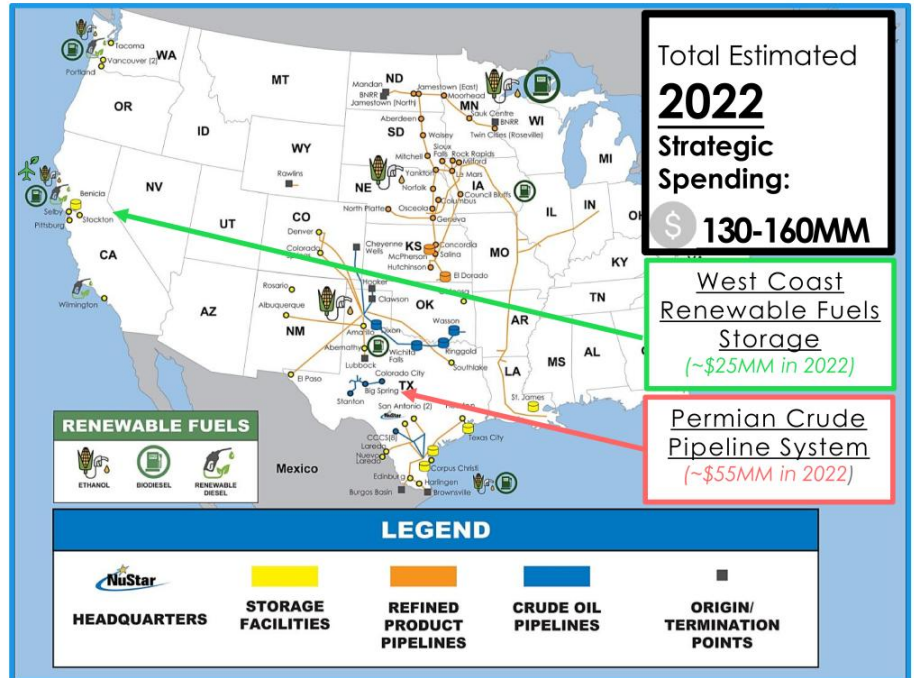 Total Estimated
2022
Strategic
Spending:
$ 130-160MM
West Coast
Renewable Fuels
Storage
(~$25MM in 2022)
Permian Crude
Pipeline System
(~$55MM in 2022)
WA
Tacoma
Vancouver (2)
Portland
OR
ID
MT
ND
Mandan
BNRR
Jamestown (North)
Jamestown (East)
Moorhead
MN
Sauk Centre
BNRR
Twin Cities (Roseville)
WI
MI
SD
Aberdeen
Wolsey
Mitchell
Sioux
Falls
Rock Rapids
Milford
Yankton
Le Mars
WY
Rawlins
NE
Norfolk
IA
Council Bluffs
Columbus
North Platte
Osceola
Geneva
NV
Benicia
Selby
Stockton
Pittsburg
CA
Wilmington
UT
CO
Denver
Colorado
Cheyenne
Wells
KS
Concordia
McPherson
Salina
Hutchinson
El Dorado
MO
IL
IN
KY
TN
AZ
NM
Rosario
Albuquerque
Hooker
Clawson
OK
Wasson
Amarillo
Dixon
Abernathy
Wichita
Falls
Ringgold
Lubbock
Southlake
El Paso
Colorado City
Big Spring
TX
Stanton
AR
LA
MS
AL
St. James
San Antonio (2)
NuStar
Texas City
Laredo
Nuevo
Laredo
Corpus Christi
Edinburg
Harlingen
Burgos Basin
Brownsville
Mexico
RENEWABLE FUELS
ETHANOL
BIODIESEL
RENEWABLE
DIESEL
LEGEND
NuStar
HEADQUARTERS
STORAGE
FACILITIES
REFINED
PRODUCT
PIPELINES
CRUDE OIL
PIPELINES
ORIGIN/
TERMINATION
POINTS